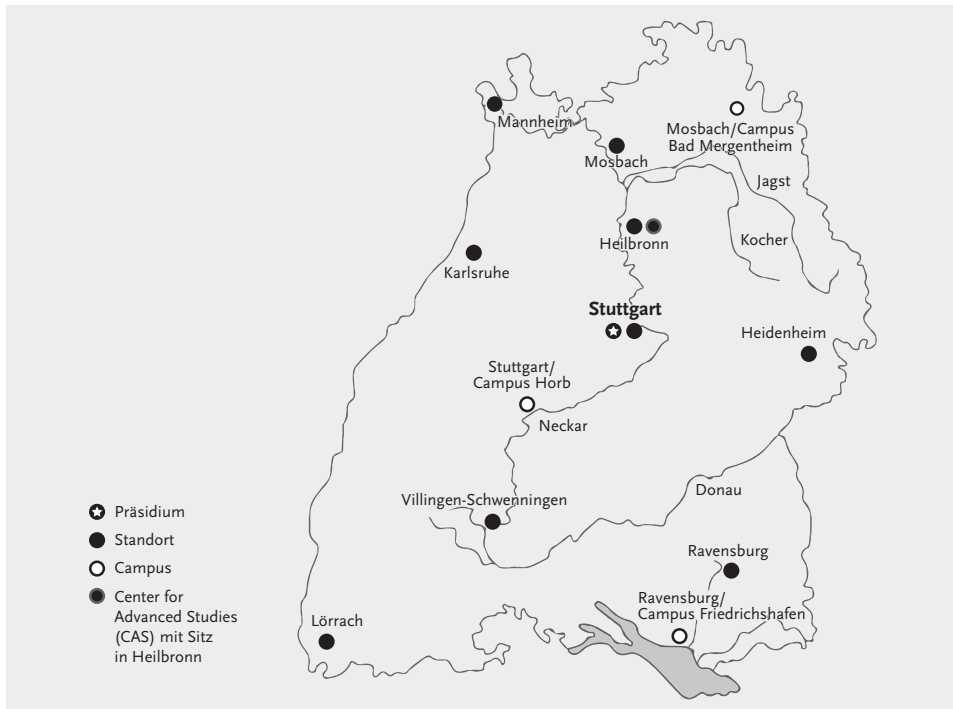 Mannheim
Mosbach/Campus
Bad Mergentheim
Mosbach
Jagst
Heilbronn
Kocher
Karlsruhe
Stuttgart
Heidenheim
Stuttgart/
Campus Horb
Neckar
Donau
Villingen-Schwenningen
Präsidium
Standort
Campus
Center for
Advanced Studies
(CAS) mit Sitz
in Heilbronn
Ravensburg
Ravensburg/
Campus Friedrichshafen
Lörrach